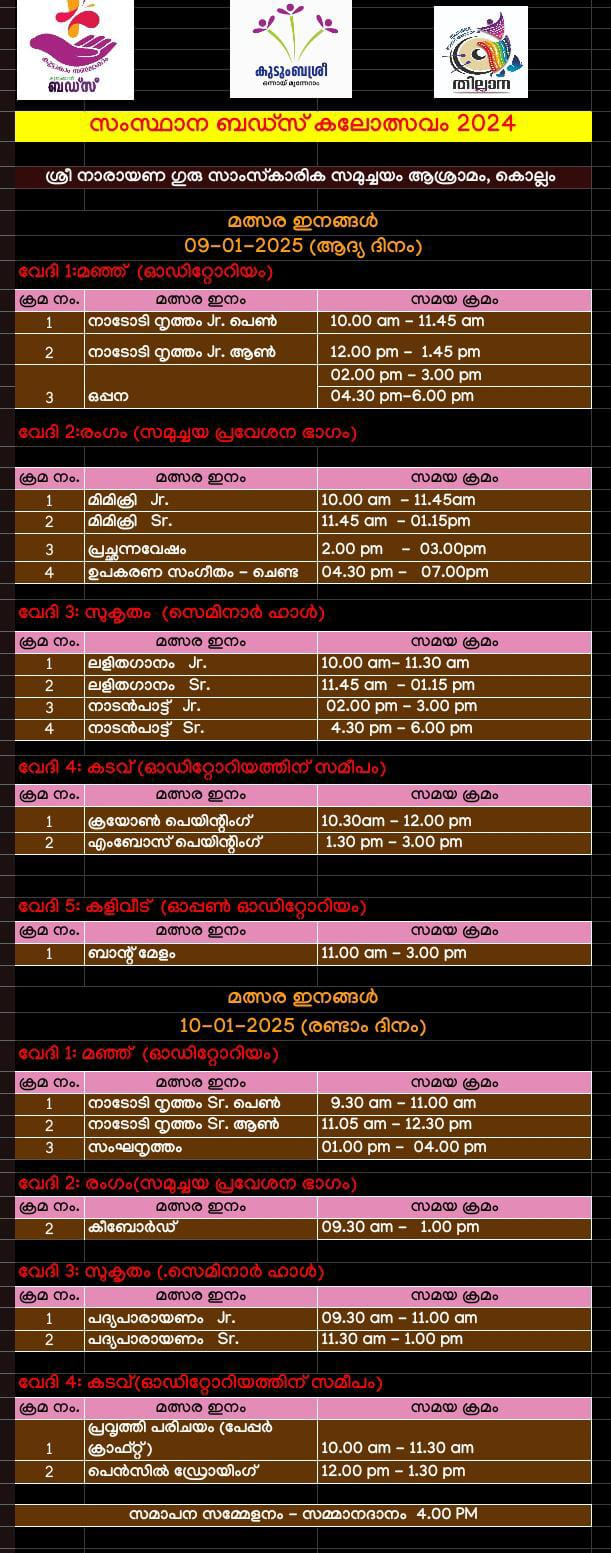 ബഡ്സ്
കുടുംബശ്രീ
ഒന്നായ് മുന്നേറാം
തില്ലാന
സംസ്ഥാന ബഡ്സ് കലോത്സവം 2024
ശ്രീ നാരായണ ഗുരു സാംസ്കാരിക സമുച്ചയം ആശ്രാമം, കൊല്ലം
മത്സര ഇനങ്ങൾ
09-01-2025 (ആദ്യ ദിനം)
വേദി 1:മഞ്ഞ് (ഓഡിറ്റോറിയം)
ക്രമ നം. മത്സര ഇനം സമയ ക്രമം
1 നാടോടി നൃത്തം Jr. പെൺ 10.00 am - 11.45 am
2 നാടോടി നൃത്തം Jr. ആൺ 12.00 pm - 1.45 pm
02.00 pm - 3.00 pm
3 ഒപ്പന 04.30 pm-6.00 pm
വേദി 2:രംഗം (സമുച്ചയ പ്രവേശന ഭാഗം)
ക്രമ നം. മത്സര ഇനം സമയ ക്രമം
1 മിമിക്രി Jr. 10.00 am - 11.45am
2 മിമിക്രി Sr. 11.45 am - 01.15pm
3 പ്രച്ഛന്നവേഷം 2.00 pm - 03.00pm
4 ഉപകരണ സംഗീതം - ചെണ്ട 04.30 pm - 07.00pm
വേദി 3: സുകൃതം (സെമിനാർ ഹാൾ)
ക്രമ നം. മത്സര ഇനം സമയ ക്രമം
1 ലളിതഗാനം Jr. 10.00 am- 11.30 am
2 ലളിതഗാനം Sr. 11.45 am - 01.15 pm
3 നാടൻപാട്ട് Jr. 02.00 pm - 3.00 pm
4 നാടൻപാട്ട് Sr. 4.30 pm - 6.00 pm
വേദി 4: കടവ് (ഓഡിറ്റോറിയത്തിന് സമീപം)
ക്രമ നം. മത്സര ഇനം സമയ ക്രമം
1 ക്രയോൺ പെയിന്റിംഗ് 10.30am - 12.00 pm
2 എംബോസ് പെയിന്റിംഗ് 1.30 pm - 3.00 pm
വേദി 5: കളിവീട് (ഓപ്പൺ ഓഡിറ്റോറിയം)
ക്രമ നം. മത്സര ഇനം സമയ ക്രമം
1 ബാന്റ് മേളം 11.00 am - 3.00 pm
മത്സര ഇനങ്ങൾ
10-01-2025 (രണ്ടാം ദിനം)
വേദി 1: മഞ്ഞ് (ഓഡിറ്റോറിയം)
ക്രമ നം. മത്സര ഇനം സമയ ക്രമം
1 നാടോടി നൃത്തം Sr. പെൺ 9.30 am - 11.00 am
2 നാടോടി നൃത്തം Sr. ആൺ 11.05 am - 12.30 pm
3 സംഘനൃത്തം 01.00 pm - 04.00 pm
വേദി 2: രംഗം(സമുച്ചയ പ്രവേശന ഭാഗം)
ക്രമ നം. മത്സര ഇനം സമയ ക്രമം
2 കീബോർഡ് 09.30 am - 1.00 pm
വേദി 3: സുകൃതം (.സെമിനാർ ഹാൾ)
ക്രമ നം. മത്സര ഇനം സമയ ക്രമം
1 പദ്യപാരായണം Jr. 09.30 am - 11.00 am
2 പദ്യപാരായണം Sr. 11.30 am - 1.00 pm
വേദി 4: കടവ്(ഓഡിറ്റോറിയത്തിന് സമീപം)
ക്രമ നം. മത്സര ഇനം സമയ ക്രമം
പ്രവൃത്തി പരിചയം (പേപ്പർ
1 ക്രാഫ്റ്റ് ) 10.00 am - 11.30 am
2 പെൻസിൽ ഡ്രോയിംഗ് 12.00 pm - 1.30 pm
സമാപന സമ്മേളനം - സമ്മാനദാനം 4.00 PM